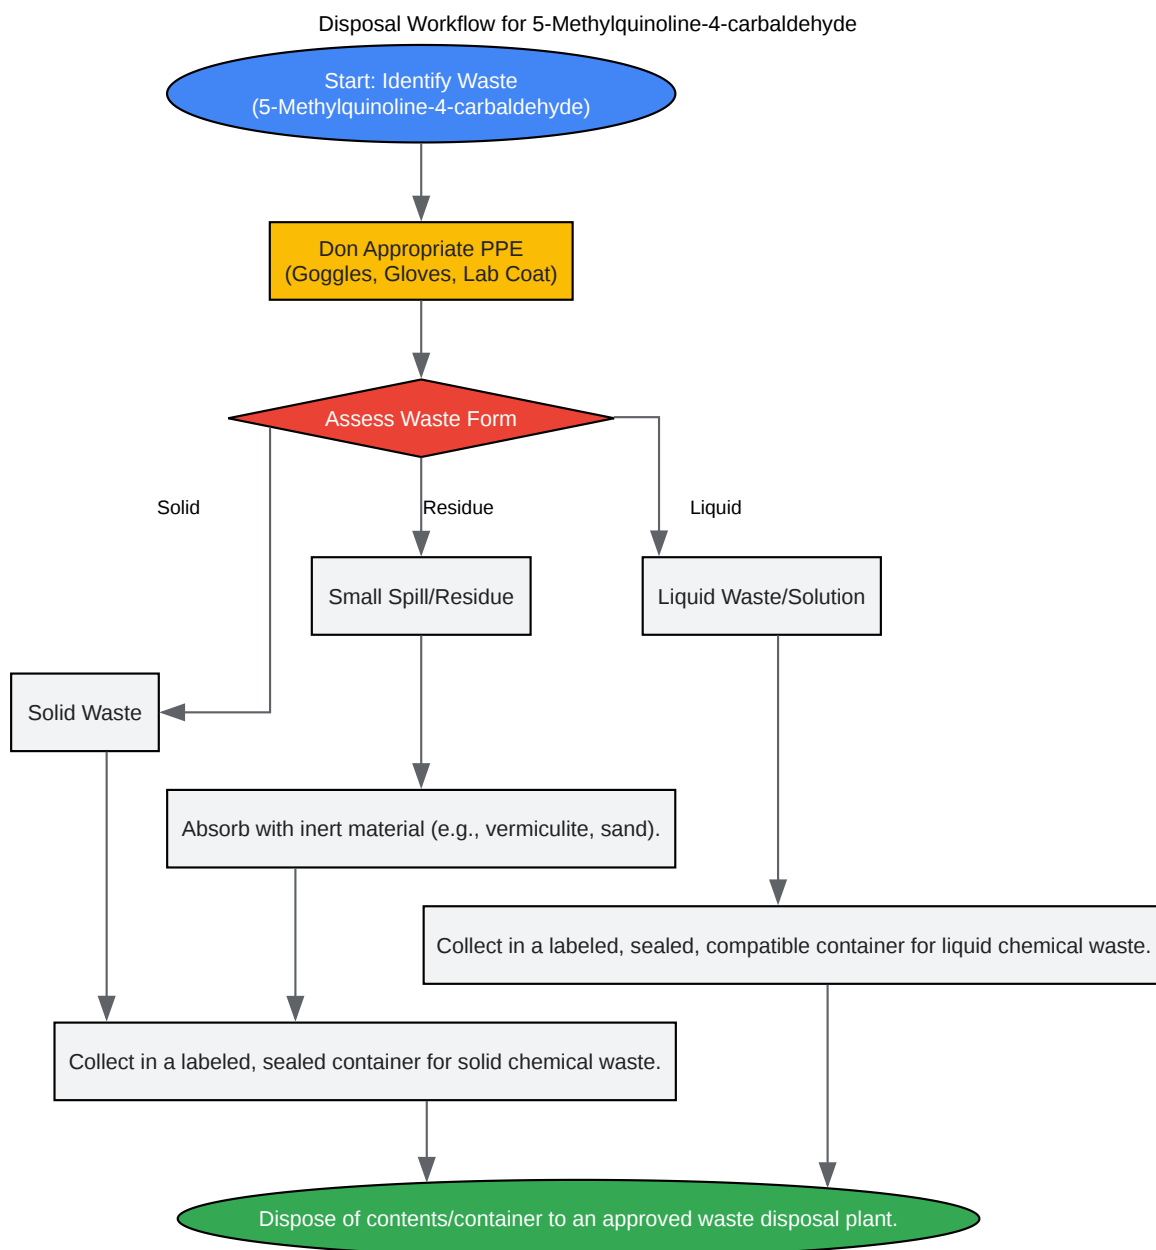 Disposal Workflow for 5-Methylquinoline-4-carbaldehyde
Start: Identify Waste
(5-Methylquinoline-4-carbaldehyde)
Don Appropriate PPE
(Goggles, Gloves, Lab Coat)
Assess Waste Form
Solid
Residue
Liquid
Small Spill/Residue
Liquid Waste/Solution
Solid Waste
Absorb with inert material (e.g., vermiculite, sand).
Collect in a labeled, sealed, compatible container for liquid chemical waste.
Collect in a labeled, sealed container for solid chemical waste.
Dispose of contents/container to an approved waste disposal plant.